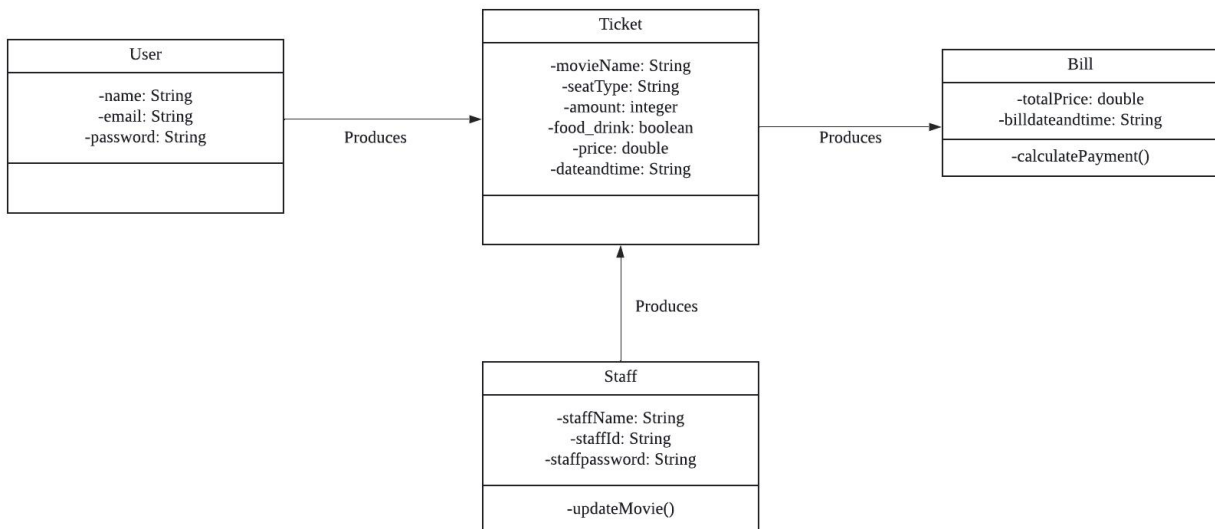 User
-name: String
-email: String
-password: String
Produces
Ticket
-movieName: String
-seatType: String
-amount: integer
-food_drink: boolean
-price: double
-dateandtime: String
Produces
Bill
-totalPrice: double
-billdateandtime: String
-calculatePayment()
Produces
Staff
-staffName: String
-staffId: String
-staffpassword: String
-updateMovie()